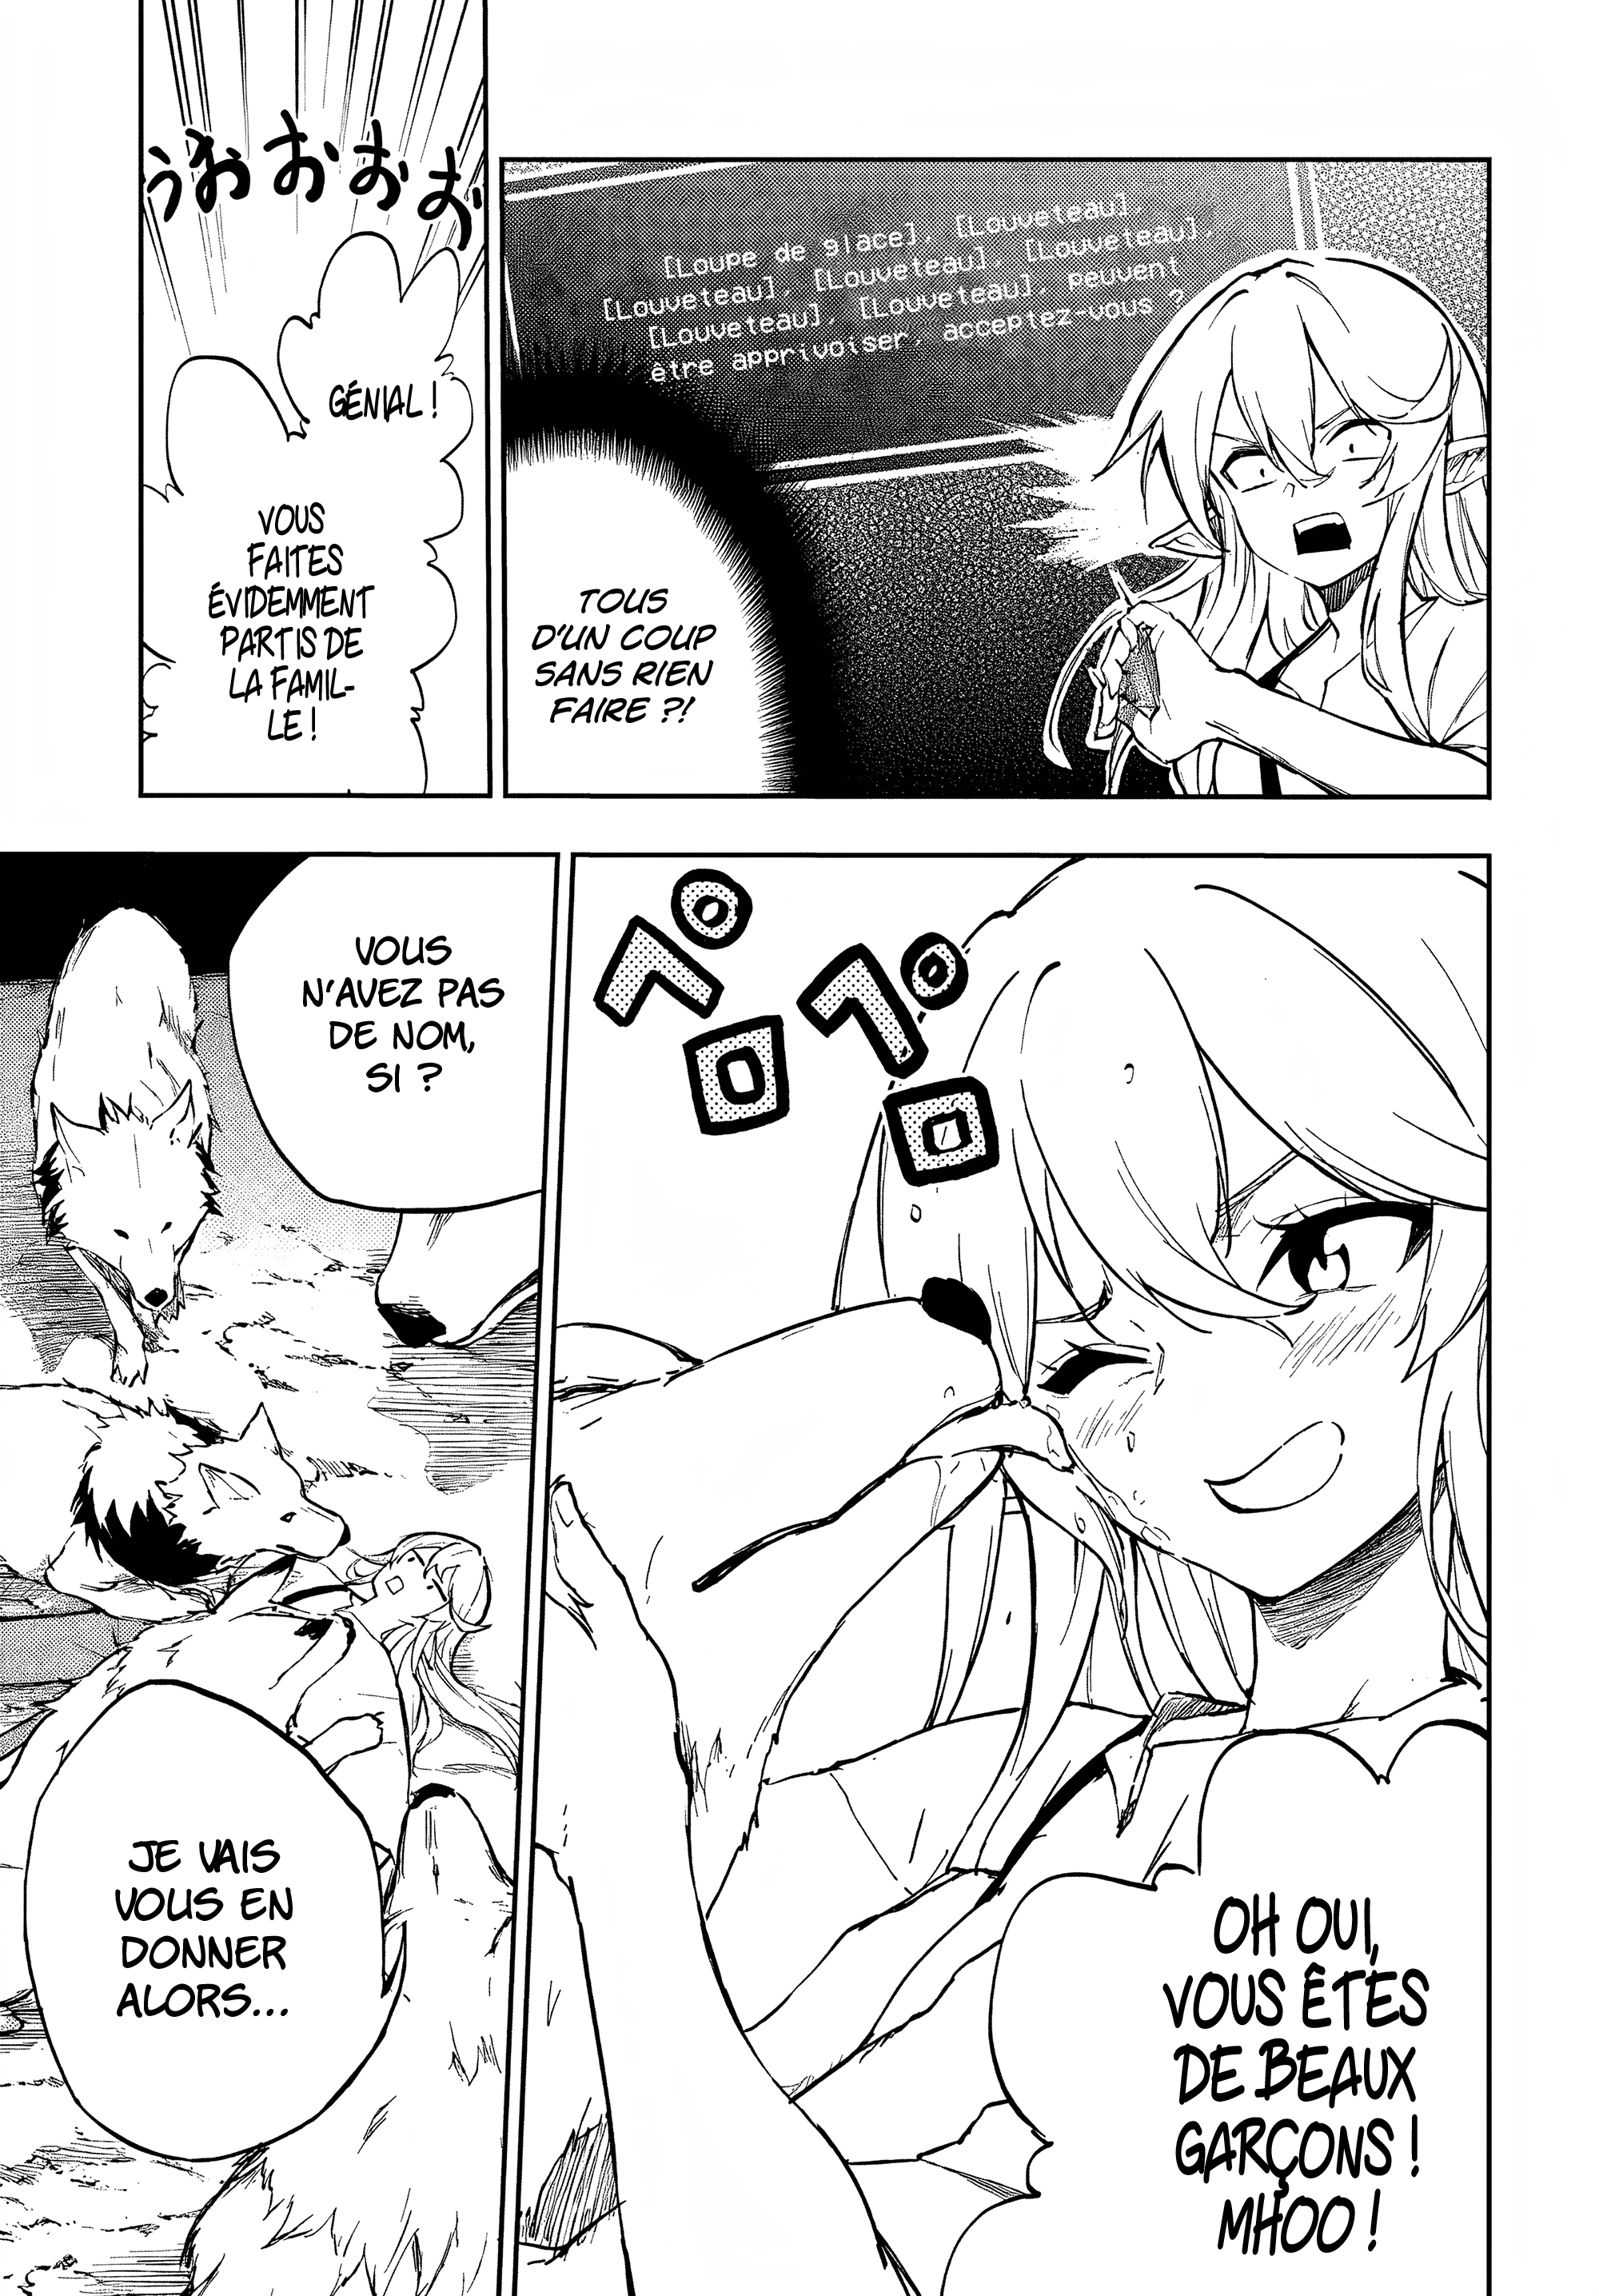 [Loupe de glace], [Louveteau]
[Louveteau], [Louveteau], [Louveteau],
[Louveteau], [Louveteau], peuvent
être apprivoiser, acceptez-vous ?
TOUS
D'UN COUP
SANS RIEN
FAIRE ?!
うおおおお
GÉNIAL !
VOUS
FAITES
ÉVIDEMMENT
PARTIS DE
LA FAMIL-
LE !
ペロ
ペロ
OH OUI,
VOUS ÊTES
DE BEAUX
GARÇONS !
MHOO !
VOUS
N'AVEZ PAS
DE NOM,
SI ?
JE VAIS
VOUS EN
DONNER
ALORS...